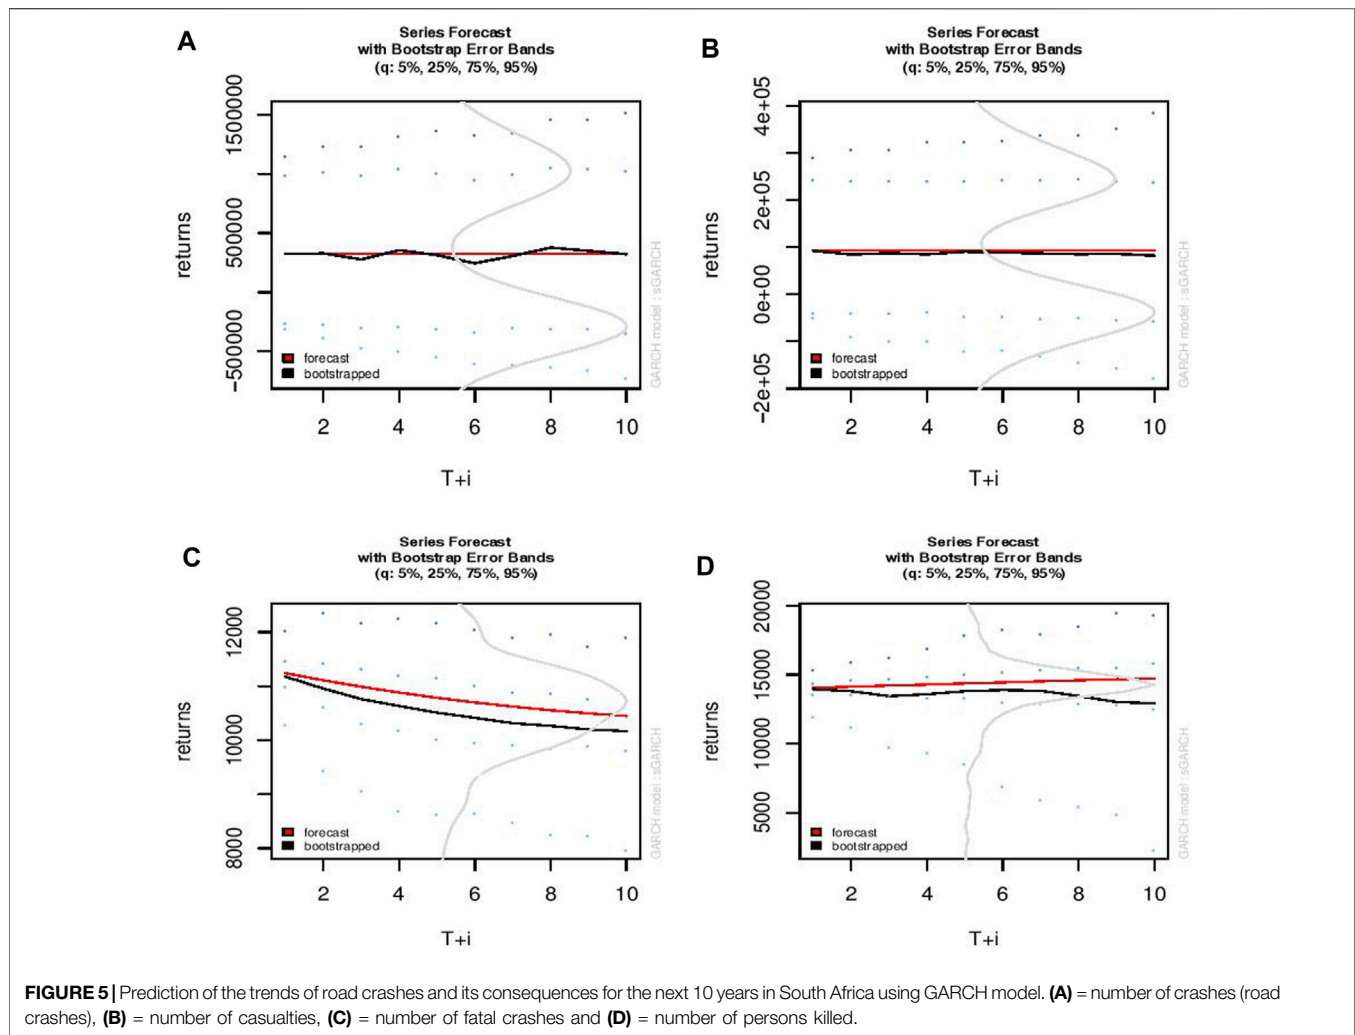 A
Series Forecast
with Bootstrap Error Bands
(q: 5%, 25%, 75%, 95%)
returns
1500000
500000
−500000
forecast
bootstrapped
GARCH model : sGARCH
2 4 6 8 10
T+i
B
Series Forecast
with Bootstrap Error Bands
(q: 5%, 25%, 75%, 95%)
returns
4e+05
2e+05
0e+00
−2e+05
forecast
bootstrapped
GARCH model : sGARCH
2 4 6 8 10
T+i
C
Series Forecast
with Bootstrap Error Bands
(q: 5%, 25%, 75%, 95%)
returns
12000
10000
8000
forecast
bootstrapped
GARCH model : sGARCH
2 4 6 8 10
T+i
D
Series Forecast
with Bootstrap Error Bands
(q: 5%, 25%, 75%, 95%)
returns
20000
15000
10000
5000
forecast
bootstrapped
GARCH model : sGARCH
2 4 6 8 10
T+i
FIGURE 5 | Prediction of the trends of road crashes and its consequences for the next 10 years in South Africa using GARCH model. (A) = number of crashes (road
crashes), (B) = number of casualties, (C) = number of fatal crashes and (D) = number of persons killed.